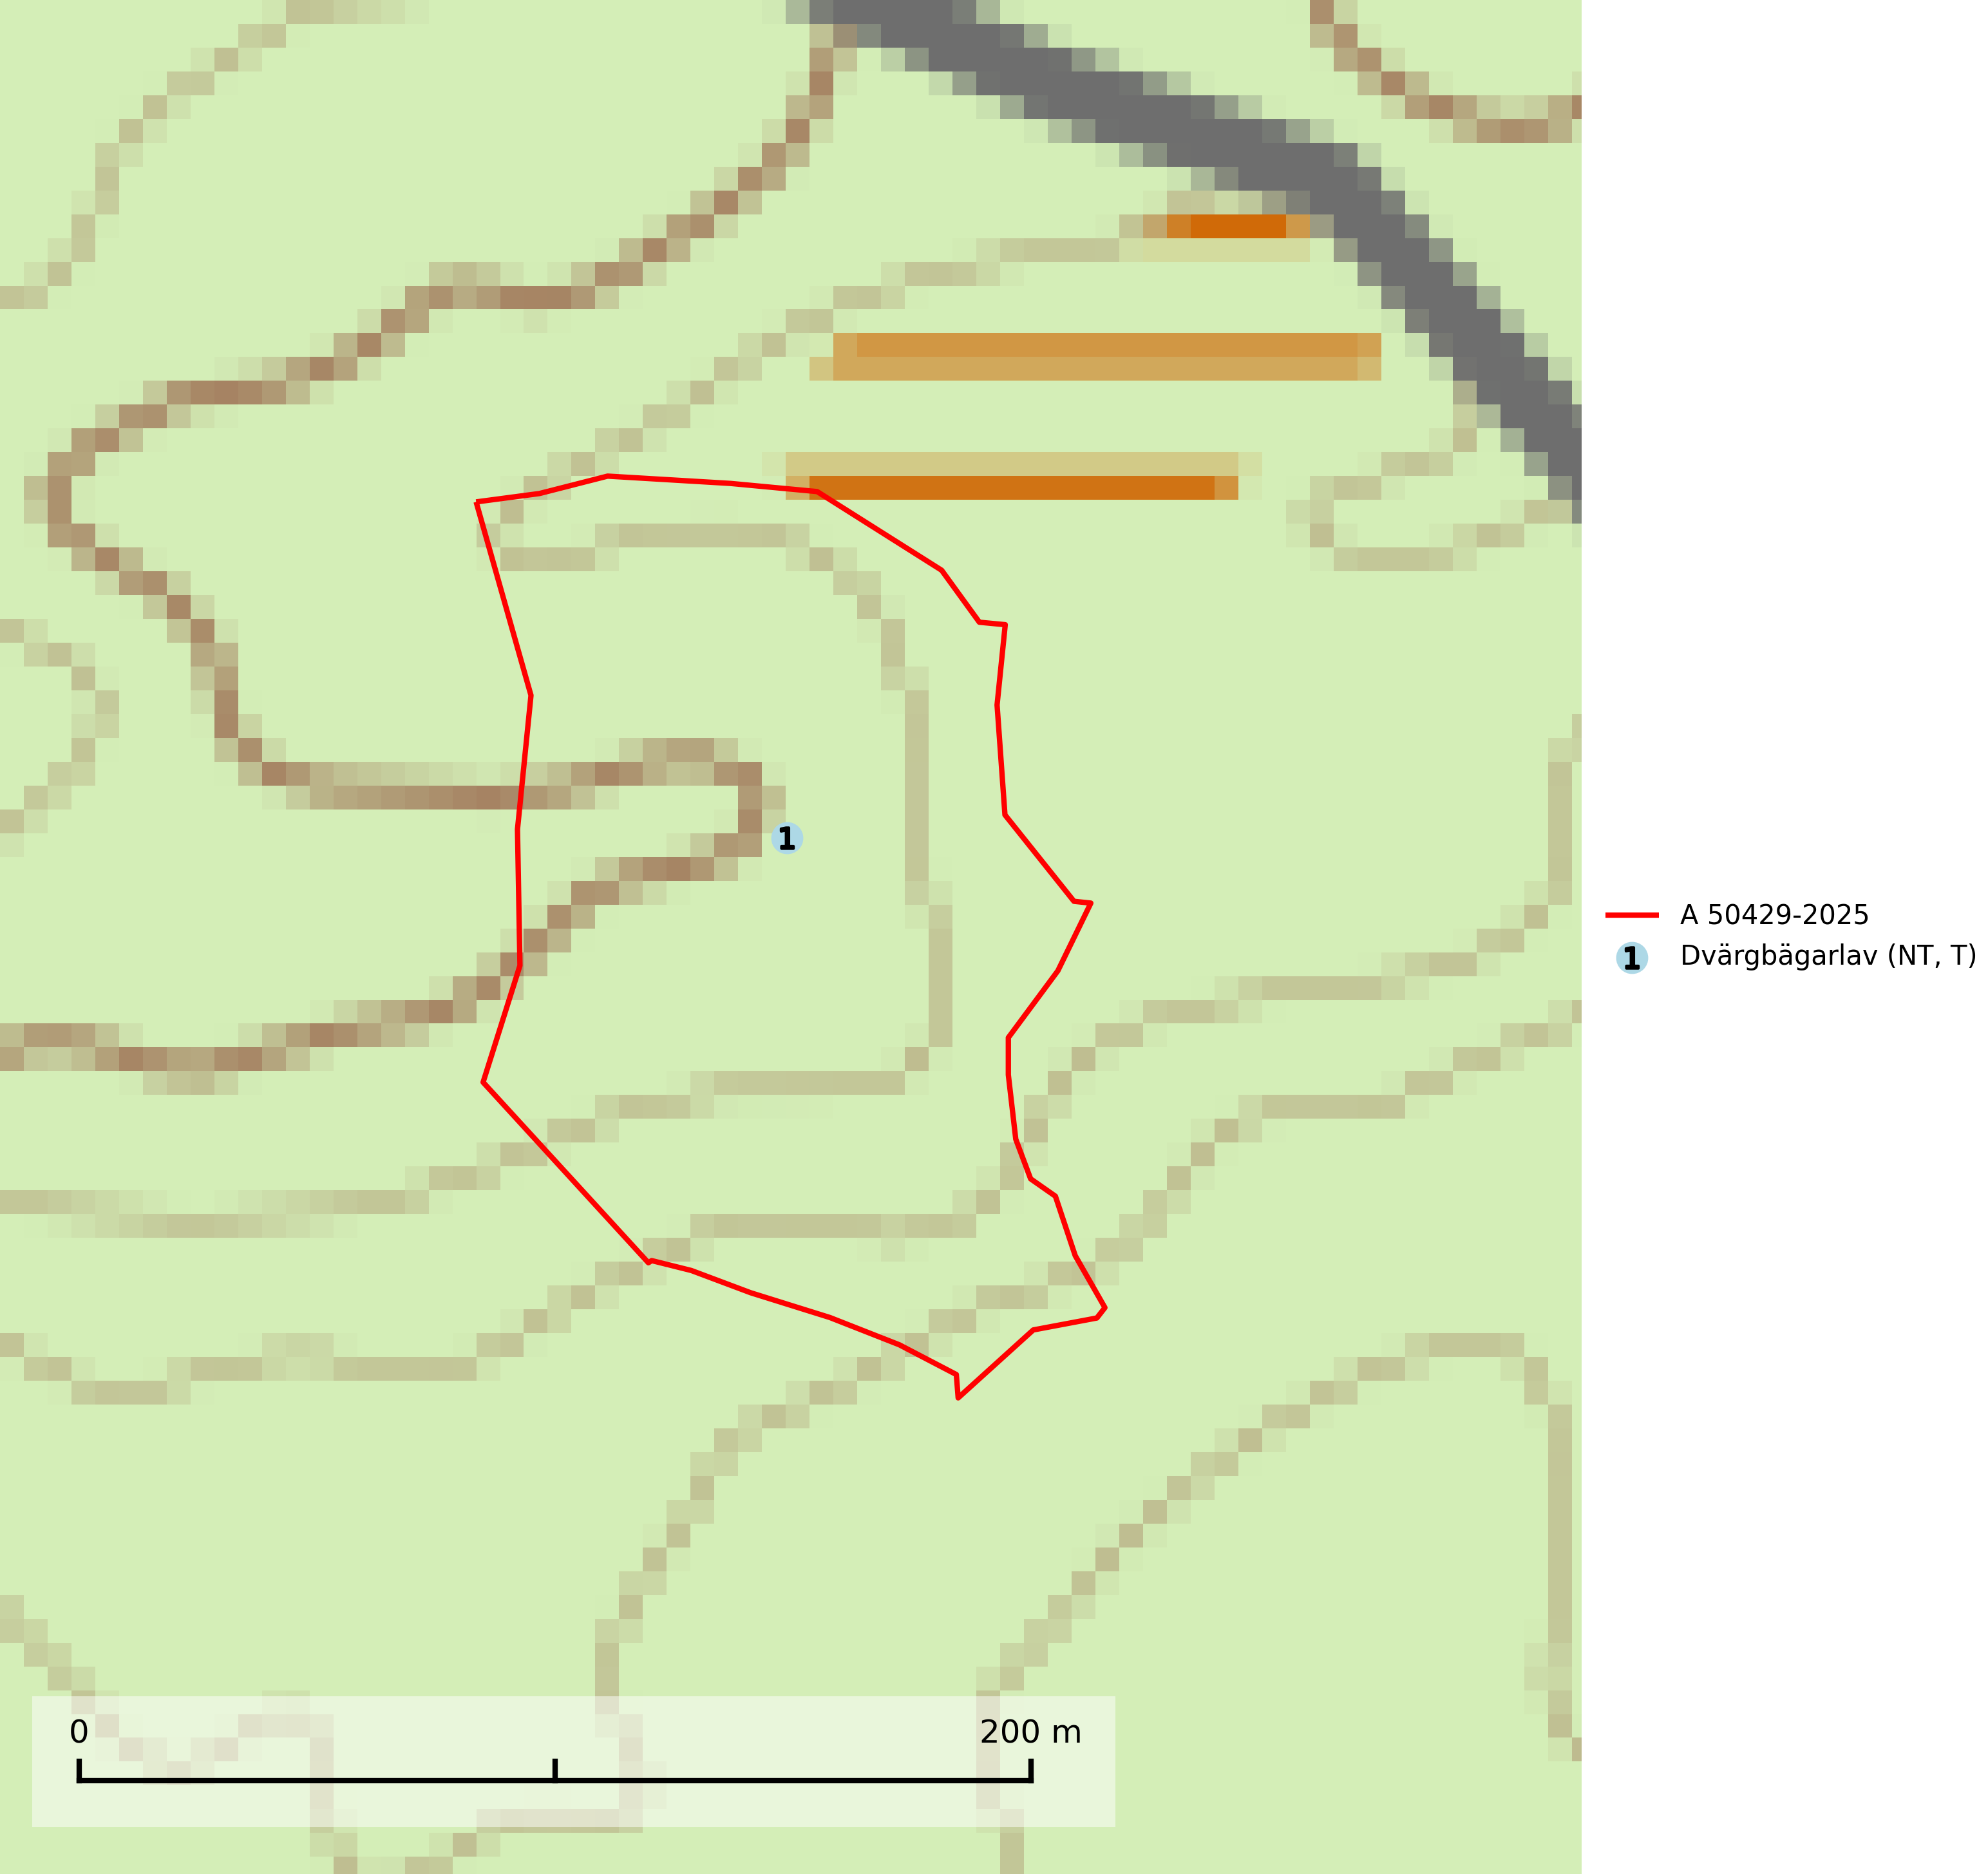 1
A 50429-2025
1 Dvärgbägarlav (NT, T)
0 200 m